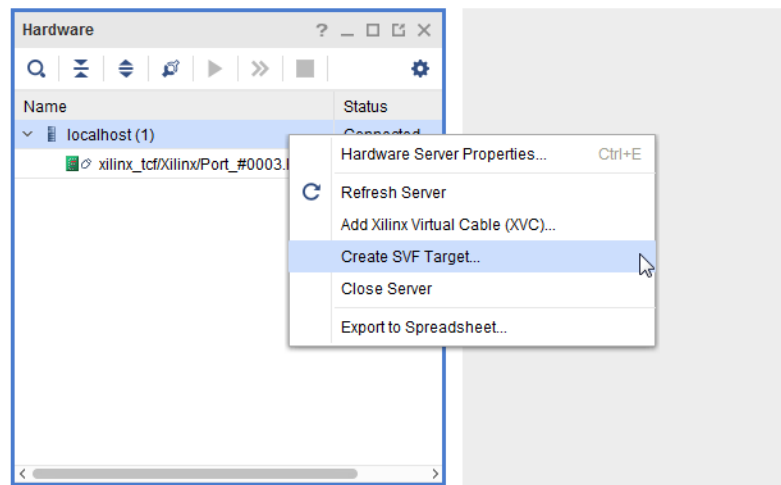 Hardware
Name Status
localhost (1) Connected
xilinx_tcf/Xilinx/Port_#0003.
Hardware Server Properties... Ctrl+E
Refresh Server
Add Xilinx Virtual Cable (XVC)...
Create SVF Target...
Close Server
Export to Spreadsheet...